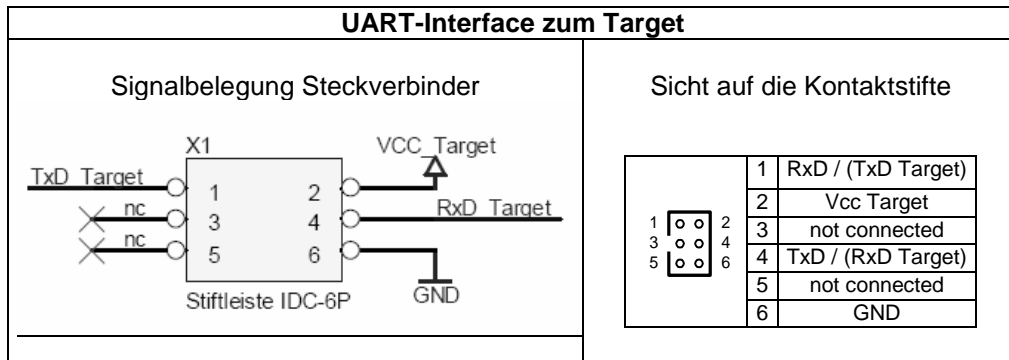 UART-Interface zum Target
Signalbelegung Steckverbinder
X1
VCC_Target
TxD_Target
1
2
nc
3
4
RxD_Target
nc
5
6
Stiftleiste IDC-6P
GND
Sicht auf die Kontaktstifte
1 2
3 4
5 6
1 RxD / (TxD Target)
2 Vcc Target
3 not connected
4 TxD / (RxD Target)
5 not connected
6 GND